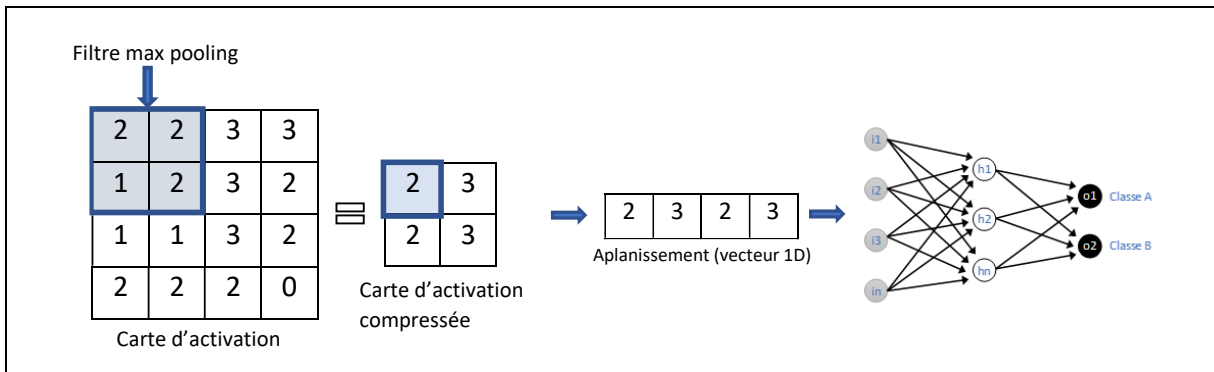 Filtre max pooling
2 2 3 3
1 2 3 2
1 1 3 2
2 2 2 0
Carte d’activation
=
2 3
2 3
Carte d’activation
compressée
2 3 2 3
Aplanissement (vecteur 1D)
i1
i2
i3
in
h1
h2
hn
o1 Classe A
o2 Classe B